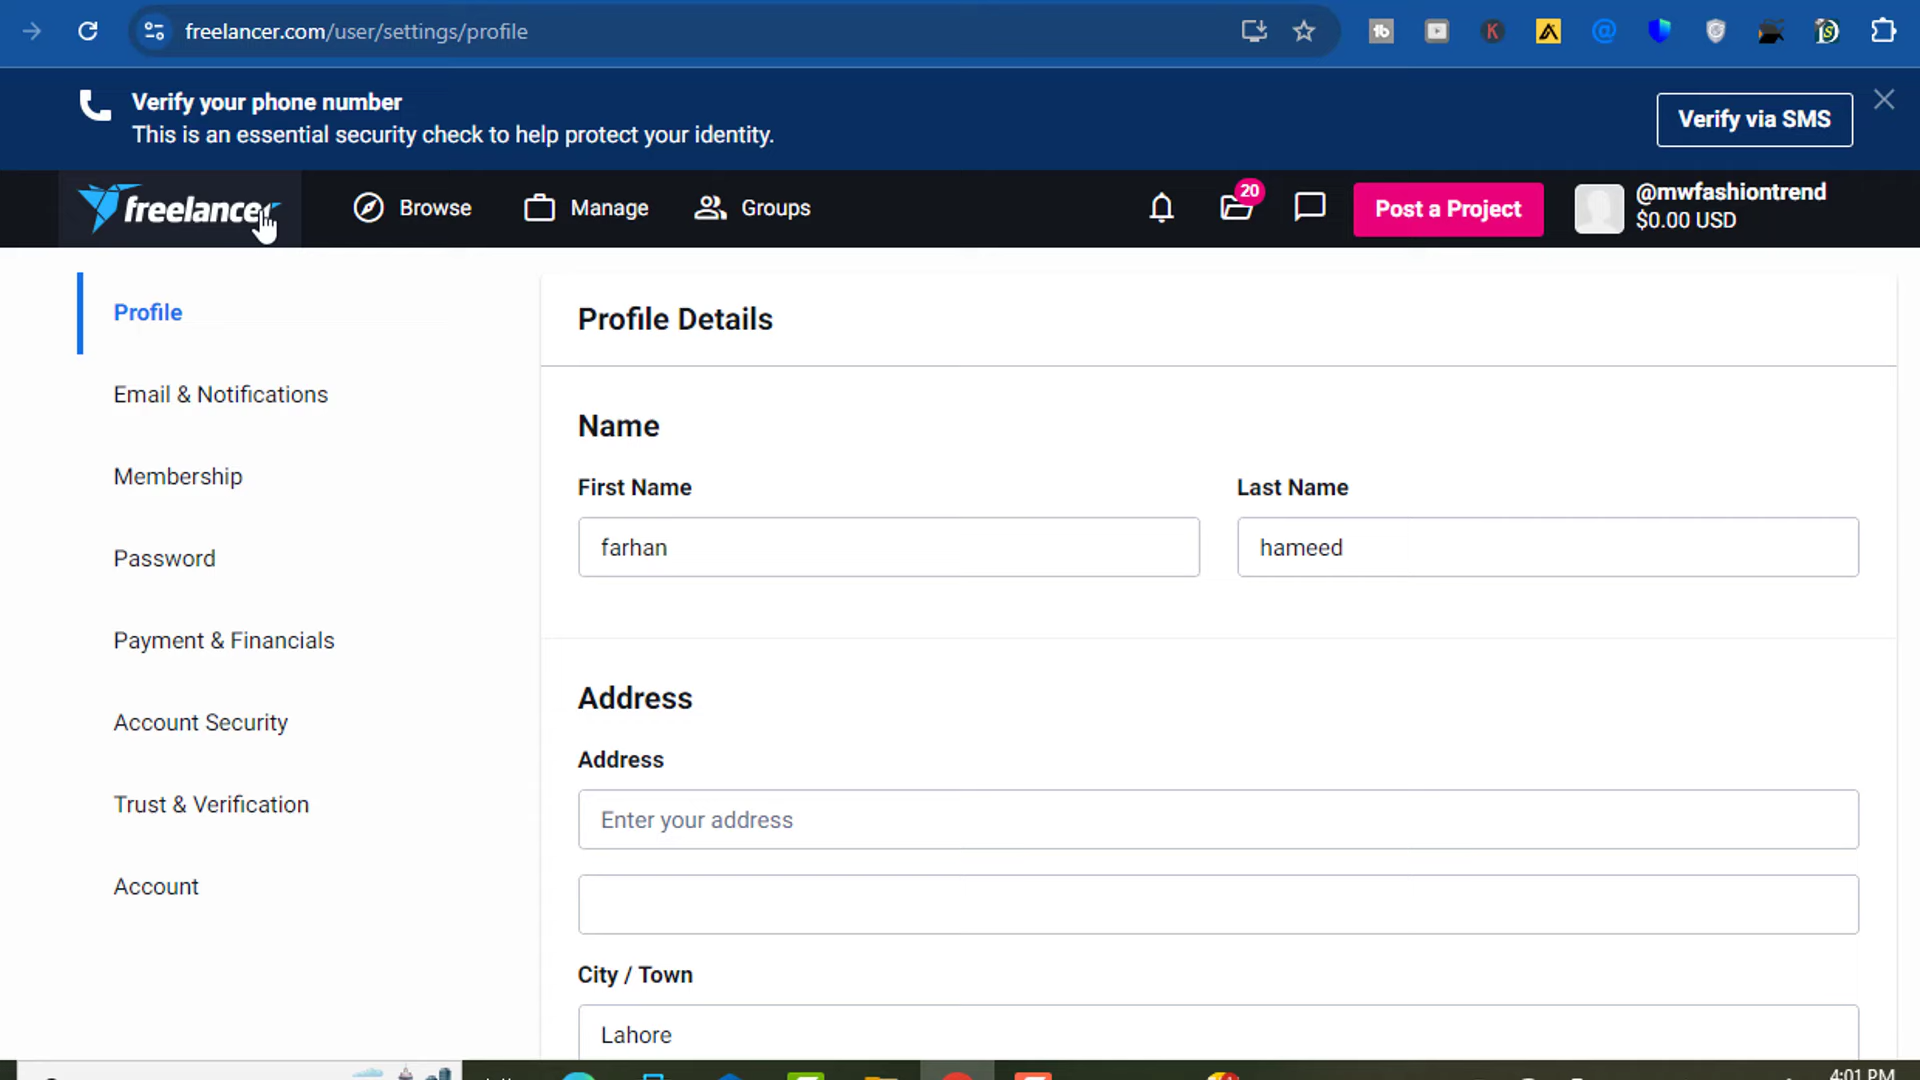 freelancer.com/user/settings/profile
Verify your phone number
This is an essential security check to help protect your identity.
Verify via SMS
freelancer
Browse
Manage
Groups
20
Post a Project
@mwfashiontrend
$0.00 USD
Profile
Email & Notifications
Membership
Password
Payment & Financials
Account Security
Trust & Verification
Account
Profile Details
Name
First Name
Last Name
farhan
hameed
Address
Address
Enter your address
City / Town
Lahore
4:01 PM